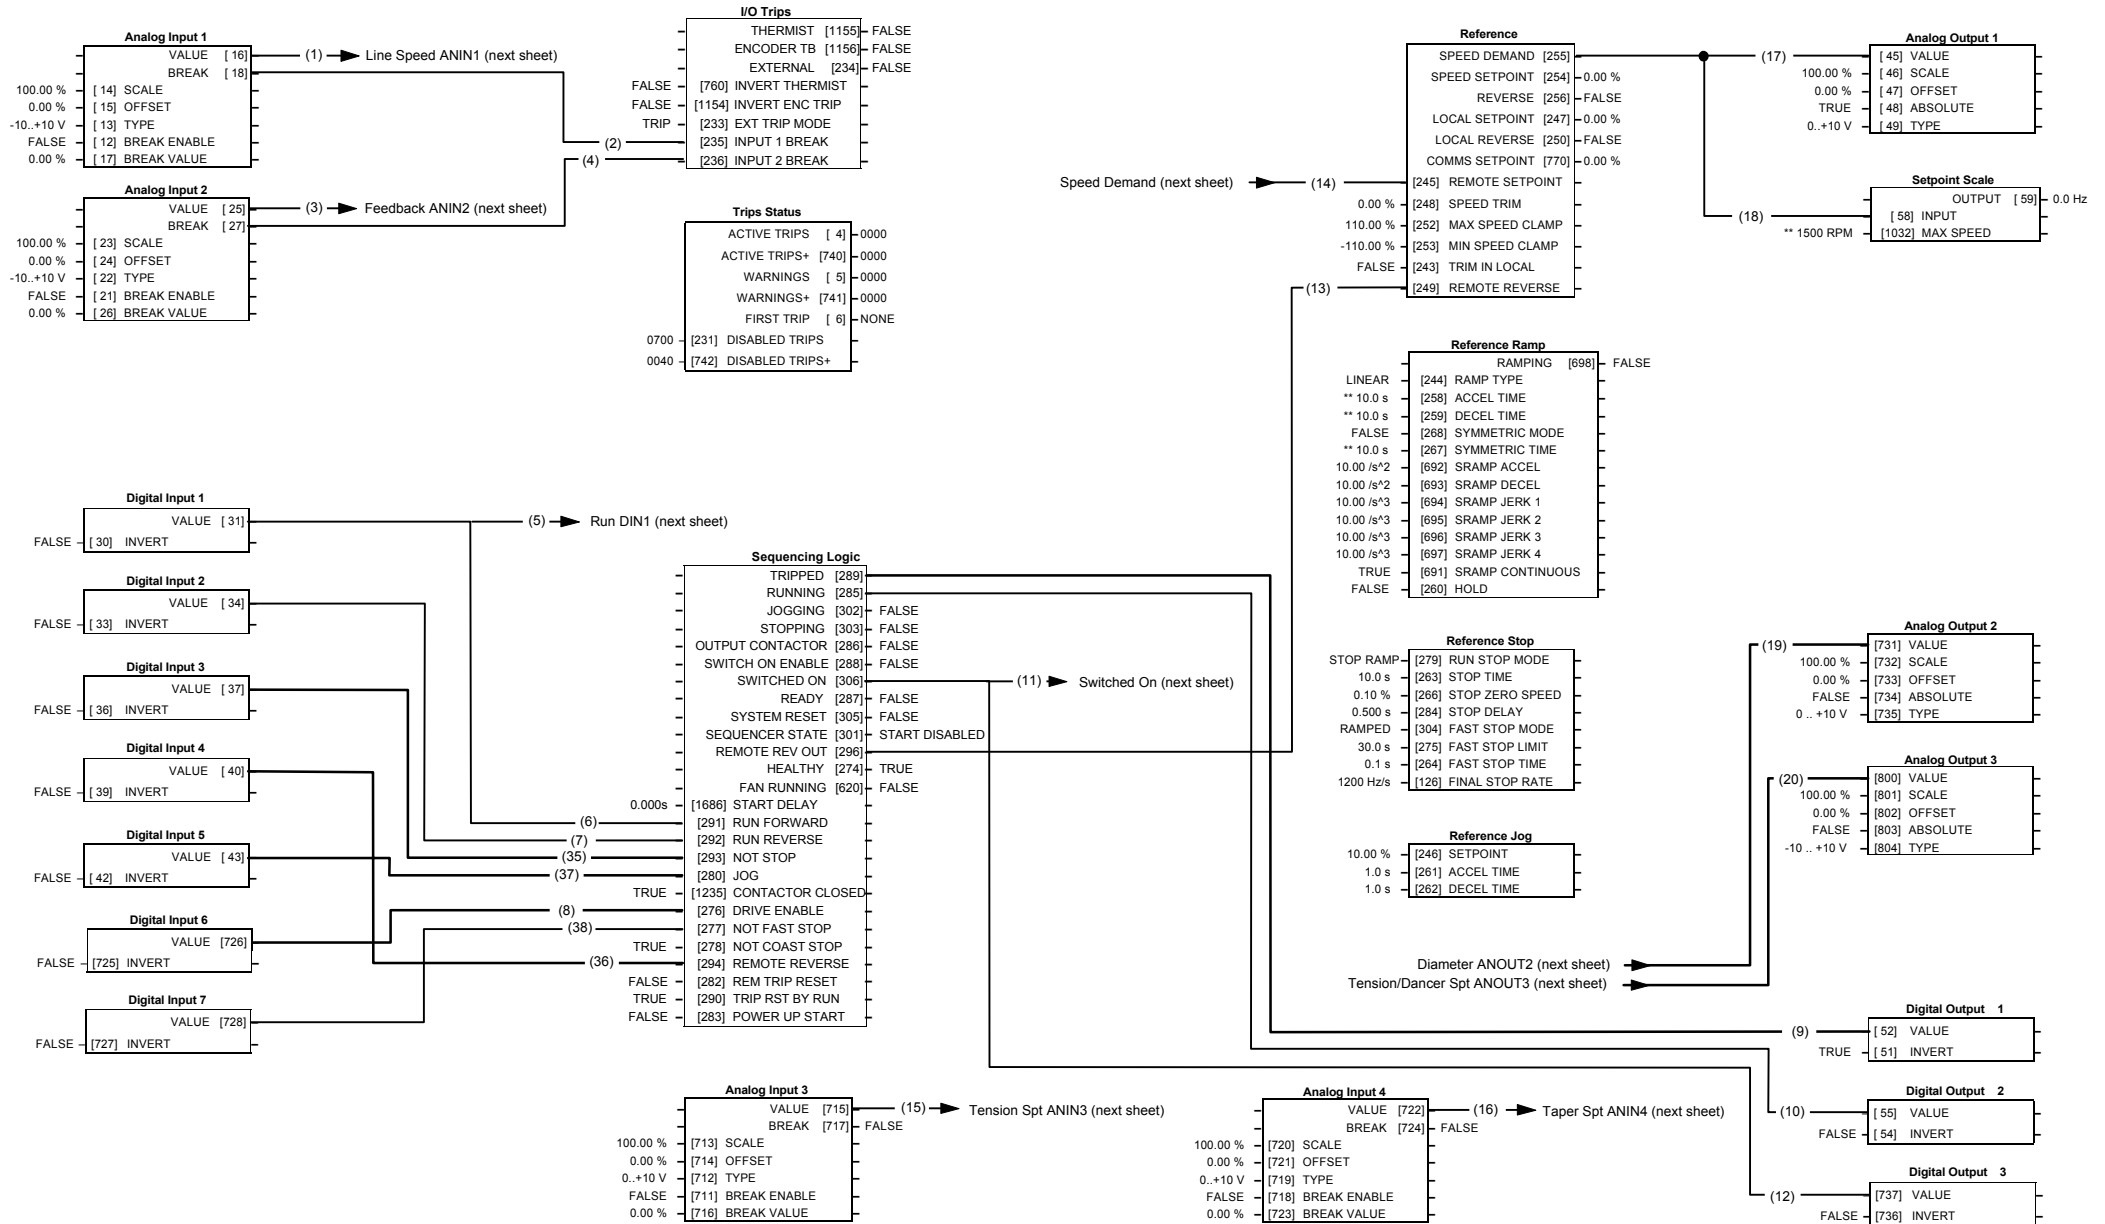 Analog Input 1
VALUE [ 16]
(1) Line Speed ANIN1 (next sheet)
BREAK [ 18]
100.00 % [ 14] SCALE
0.00 % [ 15] OFFSET
-10..+10 V [ 13] TYPE
FALSE [ 12] BREAK ENABLE
0.00 % [ 17] BREAK VALUE
(2)
(4)
Analog Input 2
VALUE [ 25]
(3) Feedback ANIN2 (next sheet)
BREAK [ 27]
100.00 % [ 23] SCALE
0.00 % [ 24] OFFSET
-10..+10 V [ 22] TYPE
FALSE [ 21] BREAK ENABLE
0.00 % [ 26] BREAK VALUE
I/O Trips
THERMIST [1155] FALSE
ENCODER TB [1156] FALSE
EXTERNAL [234] FALSE
FALSE [760] INVERT THERMIST
FALSE [1154] INVERT ENC TRIP
TRIP [233] EXT TRIP MODE
[235] INPUT 1 BREAK
[236] INPUT 2 BREAK
Trips Status
ACTIVE TRIPS [ 4] 0000
ACTIVE TRIPS+ [740] 0000
WARNINGS [ 5] 0000
WARNINGS+ [741] 0000
FIRST TRIP [ 6] NONE
0700 [231] DISABLED TRIPS
0040 [742] DISABLED TRIPS+
Reference
SPEED DEMAND [255]
SPEED SETPOINT [254] 0.00 %
REVERSE [256] FALSE
LOCAL SETPOINT [247] 0.00 %
LOCAL REVERSE [250] FALSE
COMMS SETPOINT [770] 0.00 %
Speed Demand (next sheet) (14) [245] REMOTE SETPOINT
0.00 % [248] SPEED TRIM
110.00 % [252] MAX SPEED CLAMP
-110.00 % [253] MIN SPEED CLAMP
FALSE [243] TRIM IN LOCAL
(13) [249] REMOTE REVERSE
Analog Output 1
(17) [ 45] VALUE
100.00 % [ 46] SCALE
0.00 % [ 47] OFFSET
TRUE [ 48] ABSOLUTE
0..+10 V [ 49] TYPE
Setpoint Scale
OUTPUT [ 59] 0.0 Hz
(18) [ 58] INPUT
** 1500 RPM [1032] MAX SPEED
Reference Ramp
RAMPING [698] FALSE
LINEAR [244] RAMP TYPE
** 10.0 s [258] ACCEL TIME
** 10.0 s [259] DECEL TIME
FALSE [268] SYMMETRIC MODE
** 10.0 s [267] SYMMETRIC TIME
10.00 /s^2 [692] SRAMP ACCEL
10.00 /s^2 [693] SRAMP DECEL
10.00 /s^3 [694] SRAMP JERK 1
10.00 /s^3 [695] SRAMP JERK 2
10.00 /s^3 [696] SRAMP JERK 3
10.00 /s^3 [697] SRAMP JERK 4
TRUE [691] SRAMP CONTINUOUS
FALSE [260] HOLD
Digital Input 1
VALUE [ 31]
(5) Run DIN1 (next sheet)
FALSE [ 30] INVERT
Digital Input 2
VALUE [ 34]
FALSE [ 33] INVERT
Digital Input 3
VALUE [ 37]
FALSE [ 36] INVERT
Digital Input 4
VALUE [ 40]
FALSE [ 39] INVERT
Digital Input 5
VALUE [ 43]
FALSE [ 42] INVERT
Digital Input 6
VALUE [726]
FALSE [725] INVERT
Digital Input 7
VALUE [728]
FALSE [727] INVERT
Sequencing Logic
TRIPPED [289]
RUNNING [285]
JOGGING [302] FALSE
STOPPING [303] FALSE
OUTPUT CONTACTOR [286] FALSE
SWITCH ON ENABLE [288] FALSE
SWITCHED ON [306] (11) Switched On (next sheet)
READY [287] FALSE
SYSTEM RESET [305] FALSE
SEQUENCER STATE [301] START DISABLED
REMOTE REV OUT [296]
HEALTHY [274] TRUE
FAN RUNNING [620] FALSE
0.000s [1686] START DELAY
(6) [291] RUN FORWARD
(7) [292] RUN REVERSE
(35) [293] NOT STOP
(37) [280] JOG
TRUE [1235] CONTACTOR CLOSED
(8) [276] DRIVE ENABLE
(38) [277] NOT FAST STOP
TRUE [278] NOT COAST STOP
(36) [294] REMOTE REVERSE
FALSE [282] REM TRIP RESET
TRUE [290] TRIP RST BY RUN
FALSE [283] POWER UP START
Reference Stop
STOP RAMP [279] RUN STOP MODE
10.0 s [263] STOP TIME
0.10 % [266] STOP ZERO SPEED
0.500 s [284] STOP DELAY
RAMPED [304] FAST STOP MODE
30.0 s [275] FAST STOP LIMIT
0.1 s [264] FAST STOP TIME
1200 Hz/s [126] FINAL STOP RATE
Reference Jog
10.00 % [246] SETPOINT
1.0 s [261] ACCEL TIME
1.0 s [262] DECEL TIME
Analog Output 2
(19) [731] VALUE
100.00 % [732] SCALE
0.00 % [733] OFFSET
FALSE [734] ABSOLUTE
0 .. +10 V [735] TYPE
Analog Output 3
(20) [800] VALUE
100.00 % [801] SCALE
0.00 % [802] OFFSET
FALSE [803] ABSOLUTE
-10 .. +10 V [804] TYPE
Diameter ANOUT2 (next sheet)
Tension/Dancer Spt ANOUT3 (next sheet)
Digital Output 1
(9) [ 52] VALUE
TRUE [ 51] INVERT
Digital Output 2
(10) [ 55] VALUE
FALSE [ 54] INVERT
Digital Output 3
(12) [737] VALUE
FALSE [736] INVERT
Analog Input 3
VALUE [715] (15) Tension Spt ANIN3 (next sheet)
BREAK [717] FALSE
100.00 % [713] SCALE
0.00 % [714] OFFSET
0..+10 V [712] TYPE
FALSE [711] BREAK ENABLE
0.00 % [716] BREAK VALUE
Analog Input 4
VALUE [722] (16) Taper Spt ANIN4 (next sheet)
BREAK [724] FALSE
100.00 % [720] SCALE
0.00 % [721] OFFSET
0..+10 V [719] TYPE
FALSE [718] BREAK ENABLE
0.00 % [723] BREAK VALUE